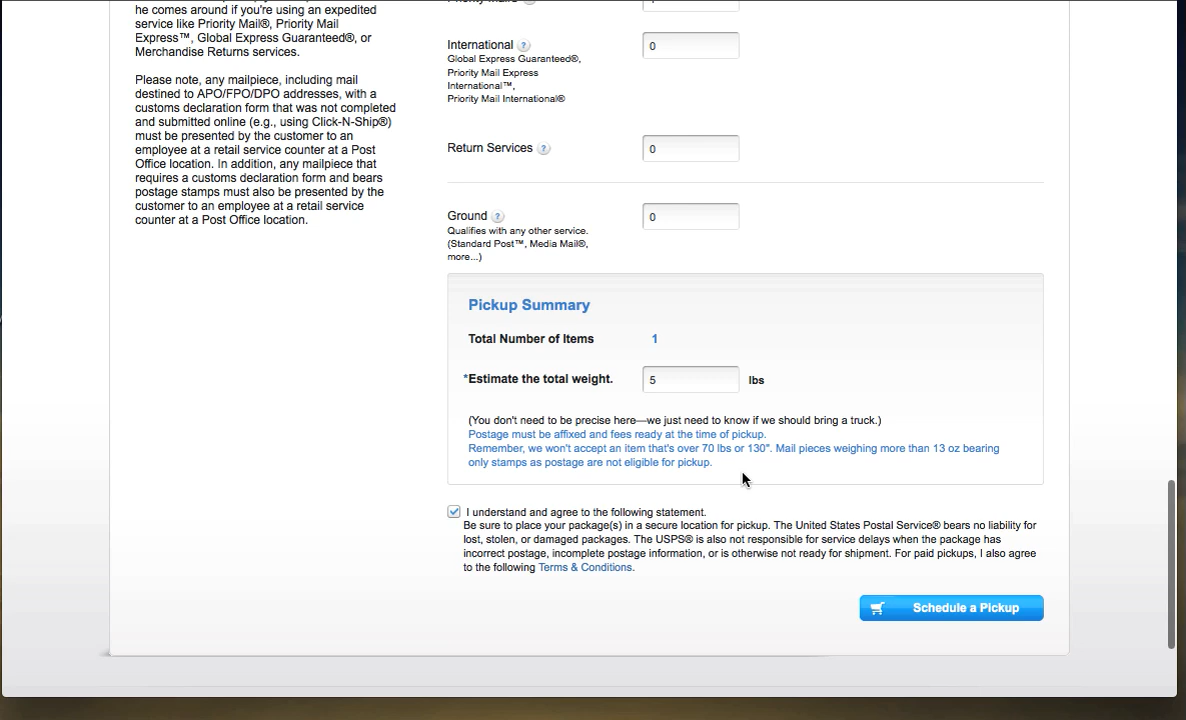 he comes around if you're using an expedited
service like Priority Mail®, Priority Mail
Express™, Global Express Guaranteed®, or
Merchandise Returns services.
Please note, any mailpiece, including mail
destined to APO/FPO/DPO addresses, with a
customs declaration form that was not completed
and submitted online (e.g., using Click-N-Ship®)
must be presented by the customer to an
employee at a retail service counter at a Post
Office location. In addition, any mailpiece that
requires a customs declaration form and bears
postage stamps must also be presented by the
customer to an employee at a retail service
counter at a Post Office location.
International ? 0
Global Express Guaranteed®,
Priority Mail Express
International™,
Priority Mail International®
Return Services ? 0
Ground ? 0
Qualifies with any other service.
(Standard Post™, Media Mail®,
more...)
Pickup Summary
Total Number of Items 1
*Estimate the total weight. 5 lbs
(You don't need to be precise here—we just need to know if we should bring a truck.)
Postage must be affixed and fees ready at the time of pickup.
Remember, we won't accept an item that's over 70 lbs or 130". Mail pieces weighing more than 13 oz bearing
only stamps as postage are not eligible for pickup.
I understand and agree to the following statement.
Be sure to place your package(s) in a secure location for pickup. The United States Postal Service® bears no liability for
lost, stolen, or damaged packages. The USPS® is also not responsible for service delays when the package has
incorrect postage, incomplete postage information, or is otherwise not ready for shipment. For paid pickups, I also agree
to the following Terms & Conditions.
Schedule a Pickup